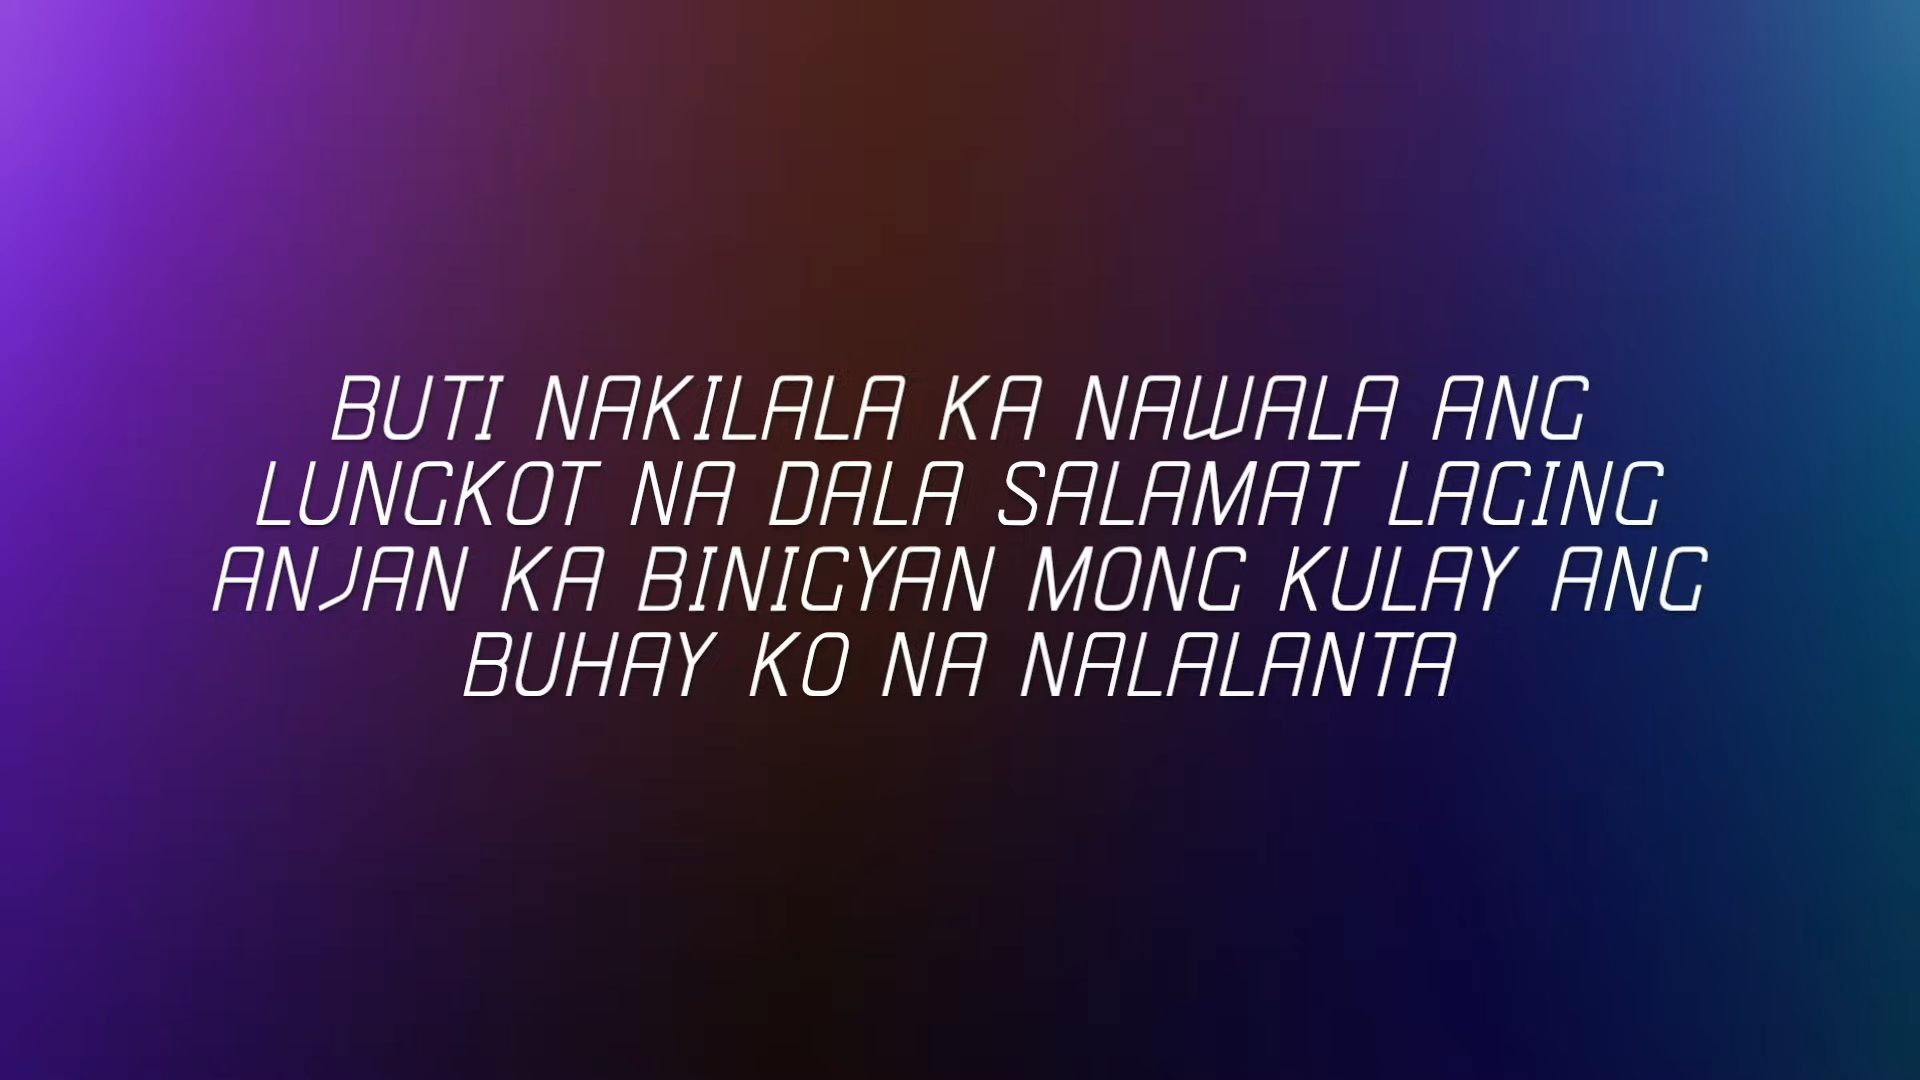 BUTI NAKILALA KA NAWALA ANG
LUNGKOT NA DALA SALAMAT LAGING
ANJAN KA BINIGYAN MONG KULAY ANG
BUHAY KO NA NALALANTA